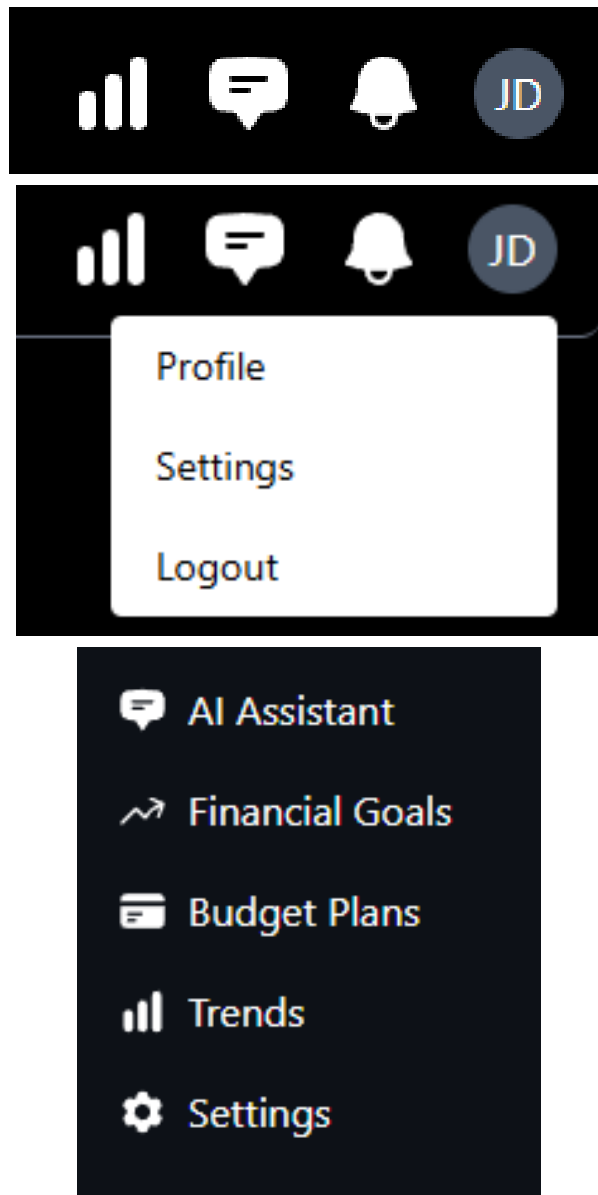 JD
JD
Profile
Settings
Logout
AI Assistant
Financial Goals
Budget Plans
Trends
Settings